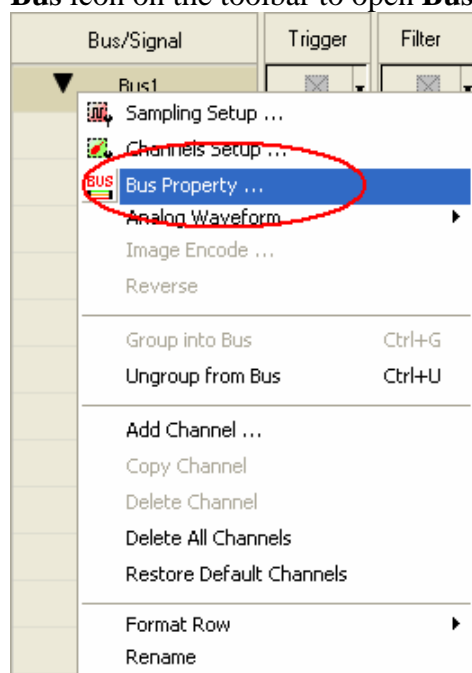 Bus icon on the toolbar to open Bus
Bus/Signal Trigger Filter
Bus1
Sampling Setup ...
Channels Setup ...
BUS Bus Property ...
Analog Waveform
Image Encode ...
Reverse
Group into Bus Ctrl+G
Ungroup from Bus Ctrl+U
Add Channel ...
Copy Channel
Delete Channel
Delete All Channels
Restore Default Channels
Format Row
Rename